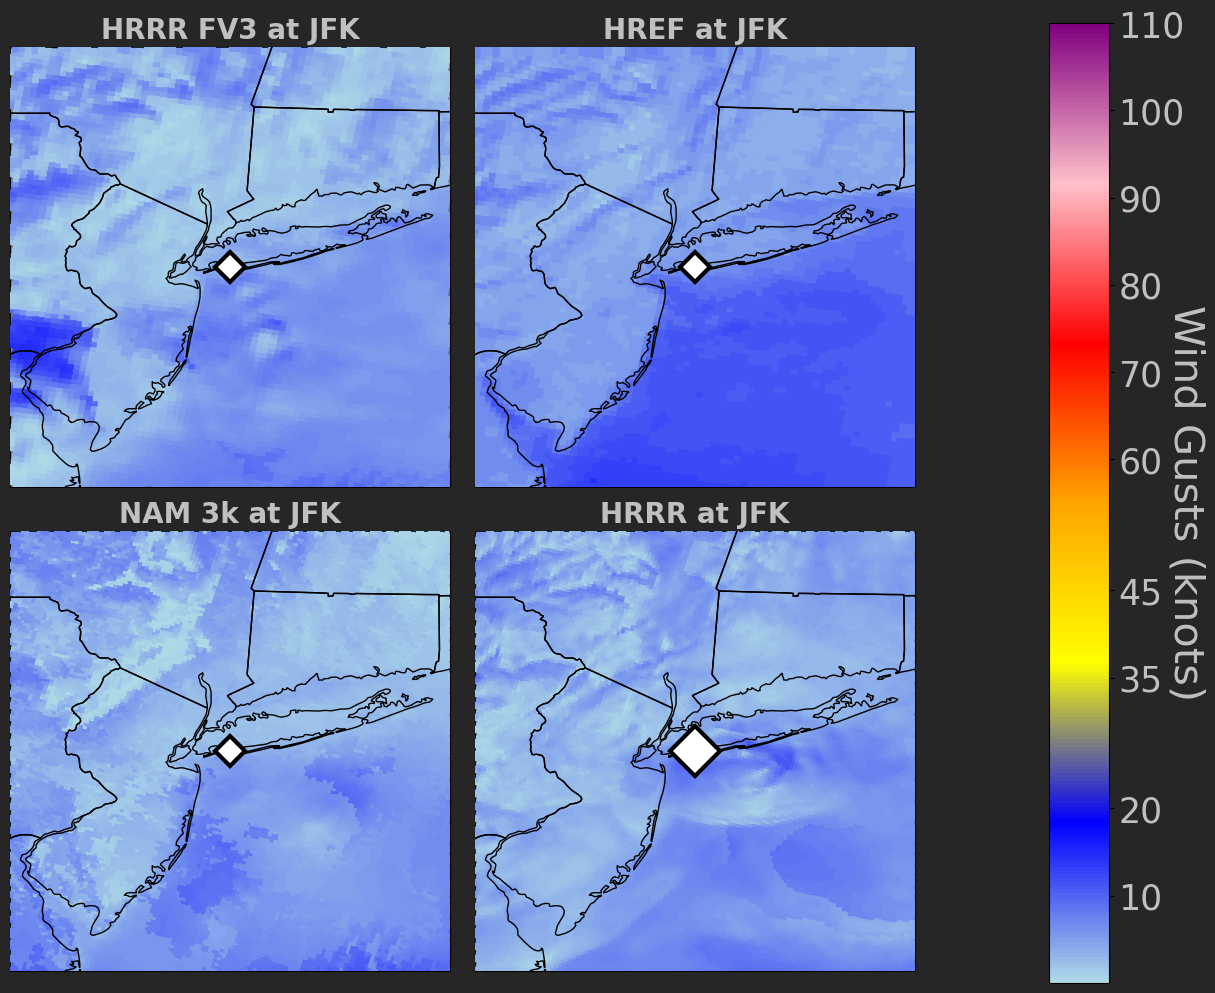 HRRR FV3 at JFK
HREF at JFK
NAM 3k at JFK
HRRR at JFK
110
100
90
80
70
60
45
35
20
10
Wind Gusts (knots)